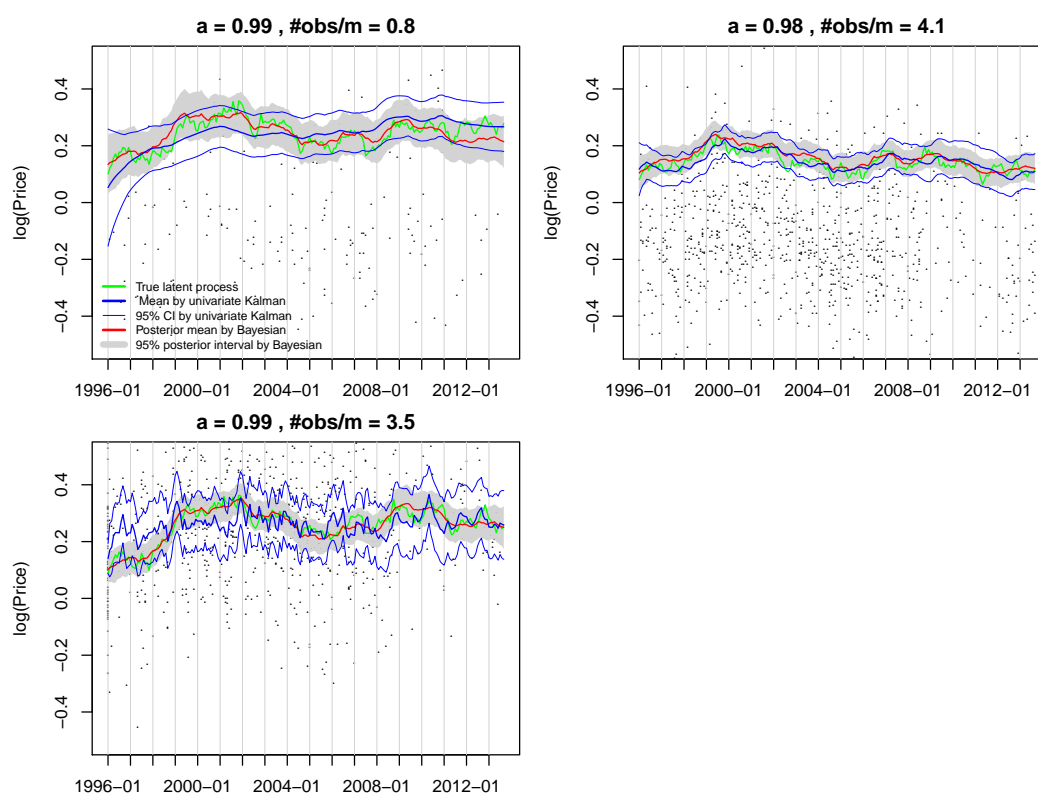 a = 0.99 , #obs/m = 0.8
log(Price)
0.4
0.2
0.0
−0.2
−0.4
True latent process
Mean by univariate Kalman
95% CI by univariate Kalman
Posterior mean by Bayesian
95% posterior interval by Bayesian
1996−01 2000−01 2004−01 2008−01 2012−01
a = 0.98 , #obs/m = 4.1
log(Price)
0.4
0.2
0.0
−0.2
−0.4
1996−01 2000−01 2004−01 2008−01 2012−01
a = 0.99 , #obs/m = 3.5
log(Price)
0.4
0.2
0.0
−0.2
−0.4
1996−01 2000−01 2004−01 2008−01 2012−01